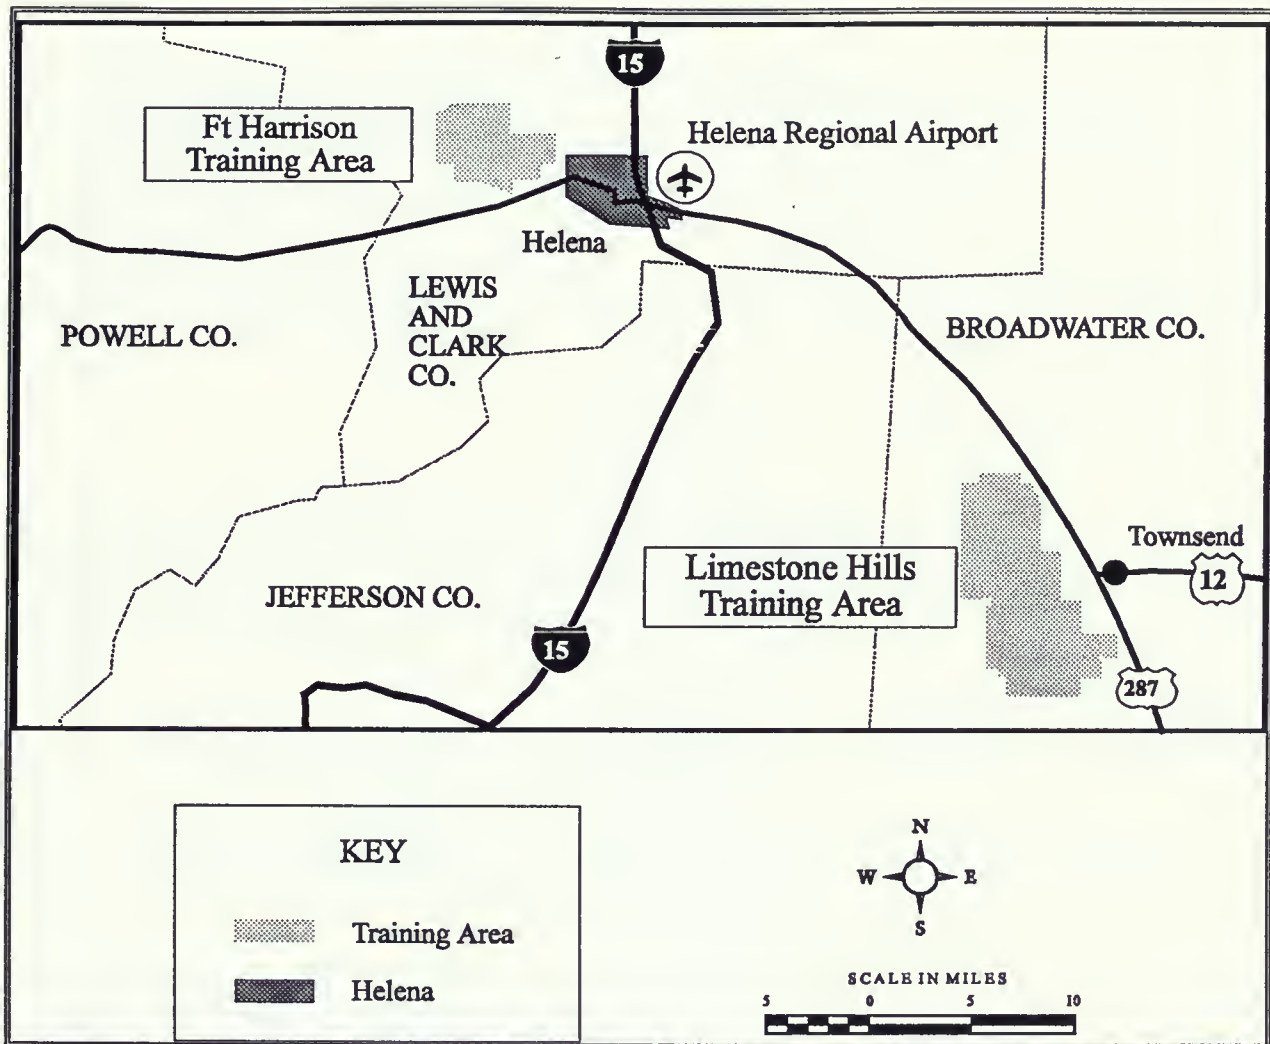 15
Ft Harrison
Training Area
Helena Regional Airport
Helena
LEWIS
AND
CLARK
CO.
POWELL CO.
BROADWATER CO.
Townsend
12
Limestone Hills
Training Area
JEFFERSON CO.
15
287
KEY
Training Area
Helena
N
W E
S
SCALE IN MILES
5 0 5 10